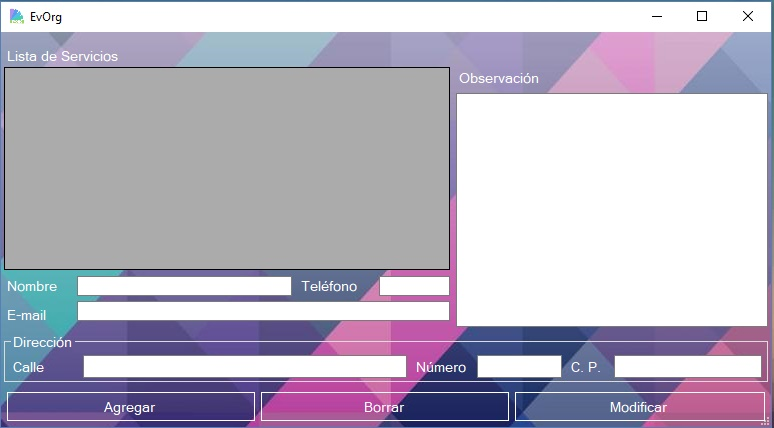 EvOrg
Lista de Servicios
Observación
Nombre
Teléfono
E-mail
Dirección
Calle
Número
C. P.
Agregar
Borrar
Modificar